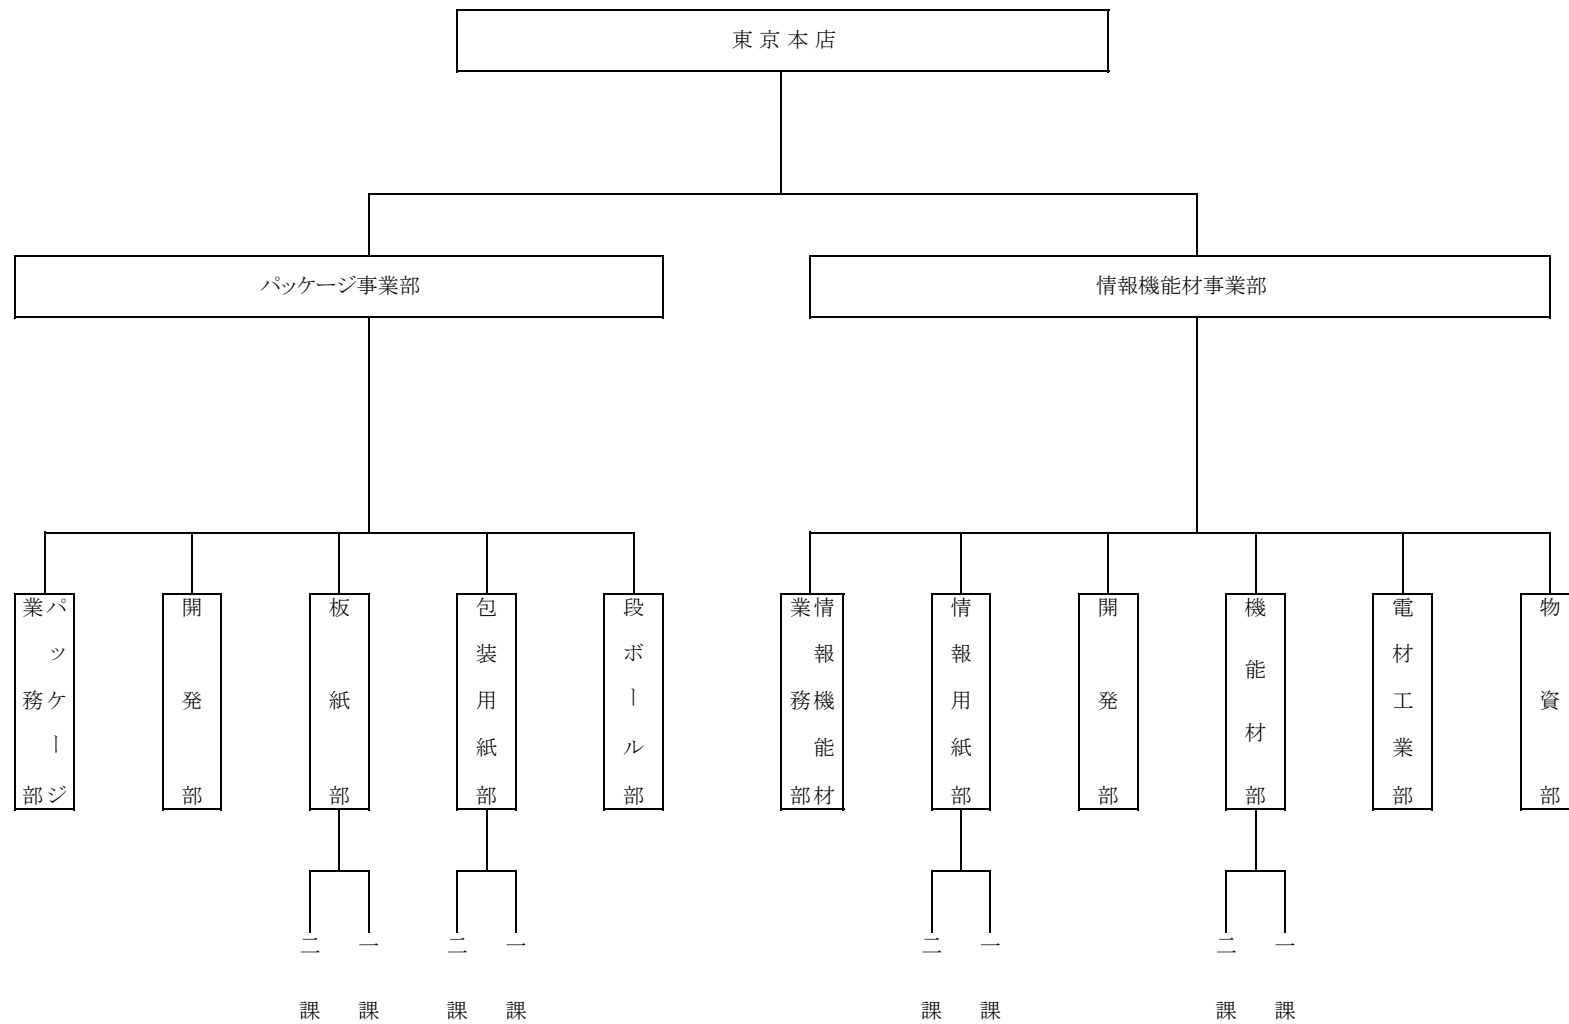 東京本店
パッケージ事業部
情報機能材事業部
パッケージ業務部
開発部
板紙部
包装用紙部
段ボール部
情報機能材業務部
情報用紙部
開発部
機能材部
電材工業部
物資部
二課
一課
二課
一課
二課
一課
二課
一課